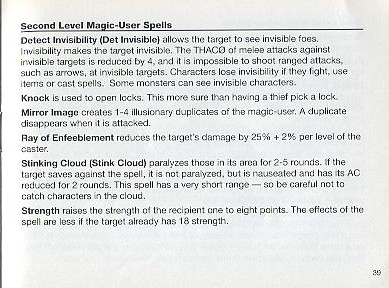 Second Level Magic-User Spells
Detect Invisibility (Det Invisible) allows the target to see invisible foes.
Invisibility makes the target invisible. The THACØ of melee attacks against
invisible targets is reduced by 4, and it is impossible to shoot ranged attacks,
such as arrows, at invisible targets. Characters lose invisibility if they fight, use
items or cast spells. Some monsters can see invisible characters.
Knock is used to open locks. This more sure than having a thief pick a lock.
Mirror Image creates 1-4 illusionary duplicates of the magic-user. A duplicate
disappears when it is attacked.
Ray of Enfeeblement reduces the target's damage by 25% + 2% per level of the
caster.
Stinking Cloud (Stink Cloud) paralyzes those in its area for 2-5 rounds. If the
target saves against the spell, it is not paralyzed, but is nauseated and has its AC
reduced for 2 rounds. This spell has a very short range — so be careful not to
catch characters in the cloud.
Strength raises the strength of the recipient one to eight points. The effects of the
spell are less if the target already has 18 strength.
39